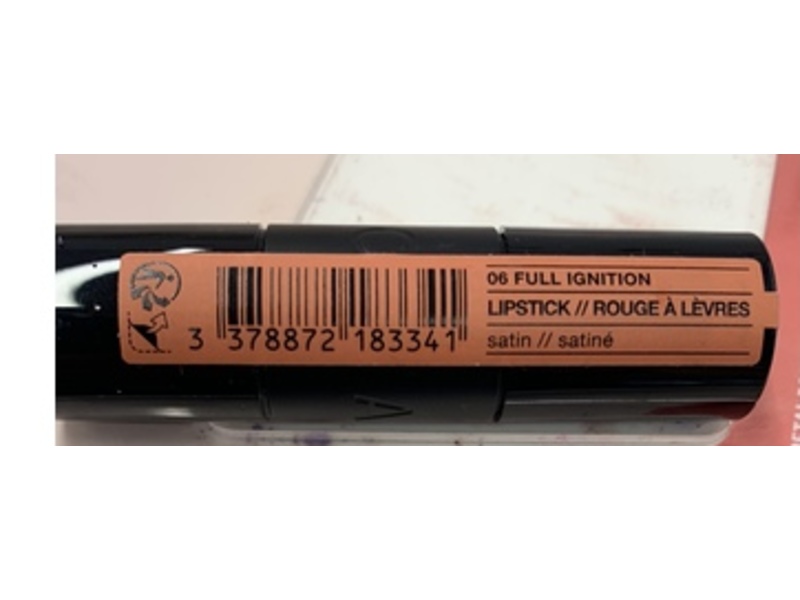 3 378872 183341
06 FULL IGNITION
LIPSTICK // ROUGE À LÈVRES
satin // satiné